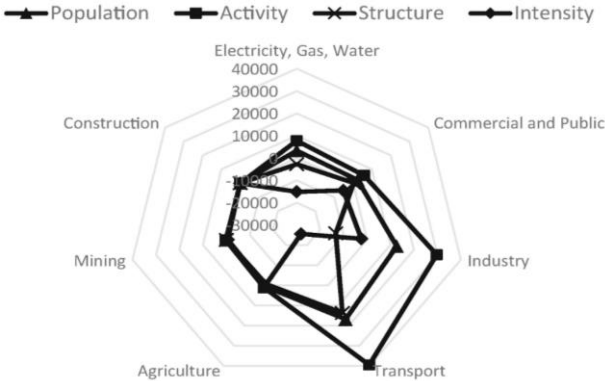 Population Activity Structure Intensity
Electricity, Gas, Water
40000
30000
20000
10000
0
-10000
-20000
-30000
Construction
Commercial and Public
Mining
Industry
Agriculture
Transport